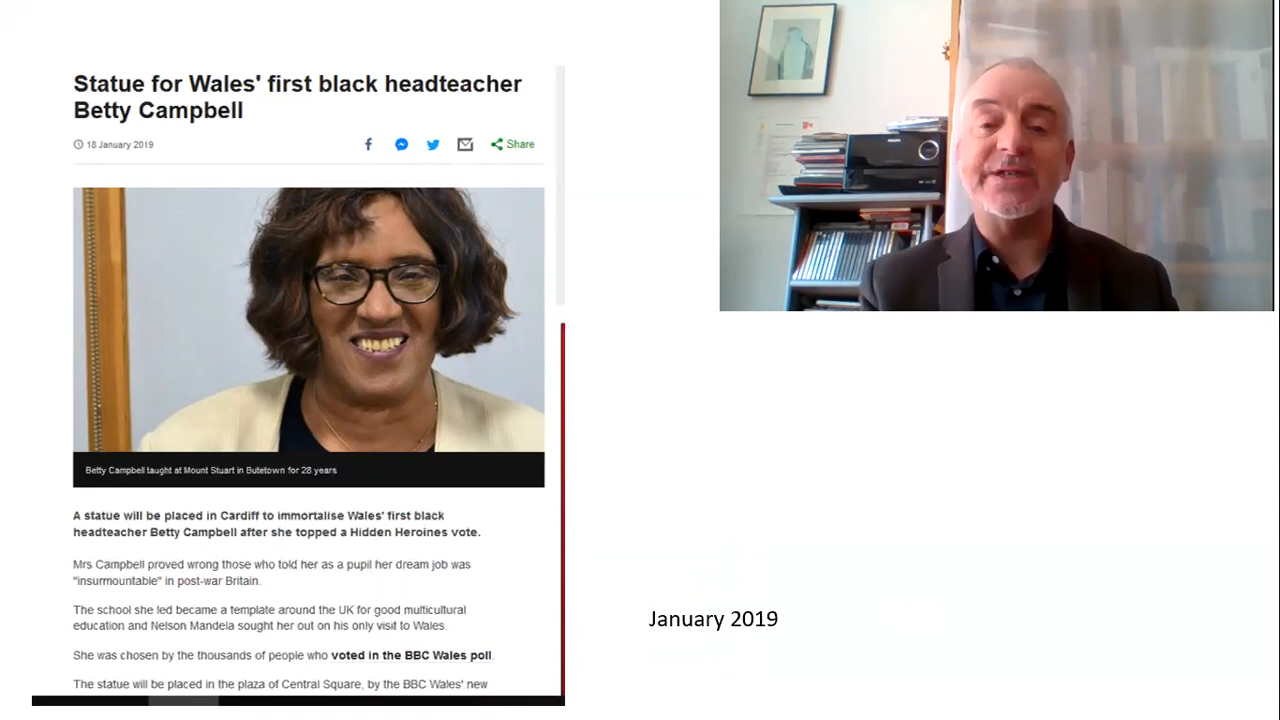 Statue for Wales' first black headteacher
Betty Campbell
18 January 2019
Share
Betty Campbell taught at Mount Stuart in Butetown for 28 years
A statue will be placed in Cardiff to immortalise Wales' first black
headteacher Betty Campbell after she topped a Hidden Heroines vote.
Mrs Campbell proved wrong those who told her as a pupil her dream job was
"insurmountable" in post-war Britain.
The school she led became a template around the UK for good multicultural
education and Nelson Mandela sought her out on his only visit to Wales.
She was chosen by the thousands of people who voted in the BBC Wales poll.
The statue will be placed in the plaza of Central Square, by the BBC Wales' new
January 2019